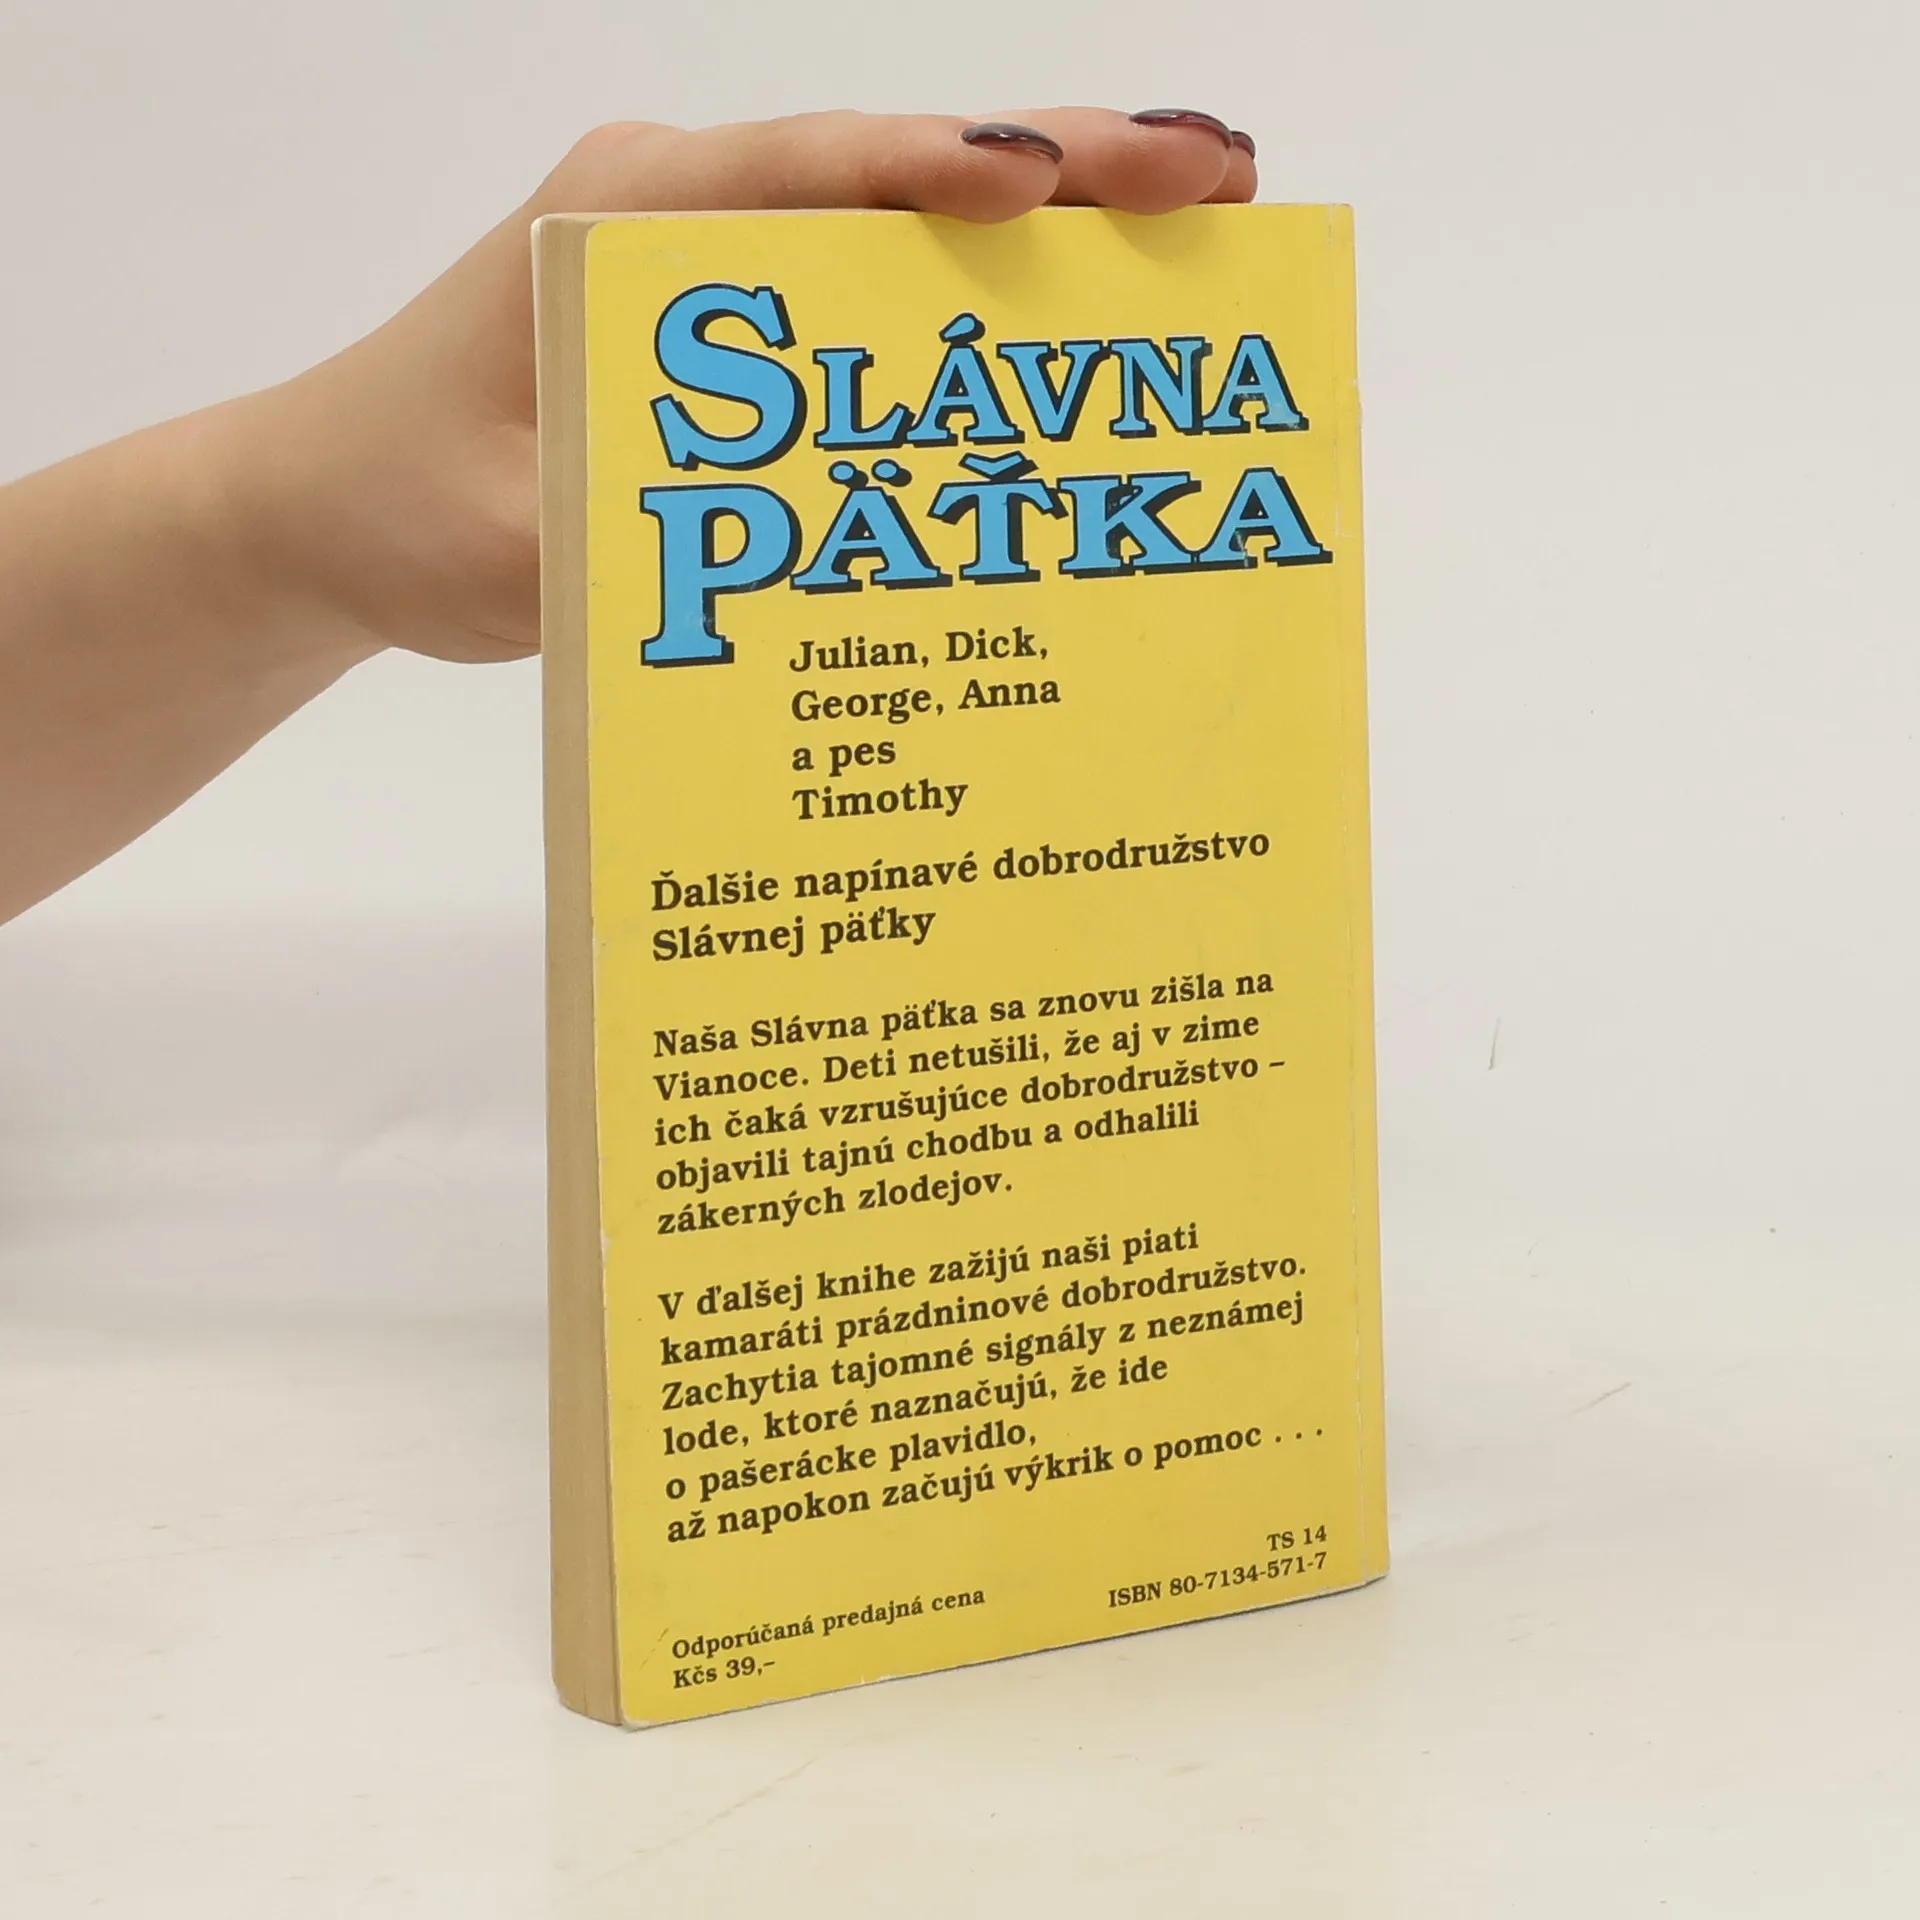 SLÁVNA
PÄŤKA
Julian, Dick,
George, Anna
a pes
Timothy
Ďalšie napínavé dobrodružstvo
Slávnej päťky
Naša Slávna päťka sa znovu zišla na
Vianoce. Deti netušili, že aj v zime
ich čaká vzrušujúce dobrodružstvo –
objavili tajnú chodbu a odhalili
zákerných zlodejov.
V ďalšej knihe zažijú naši piati
kamaráti prázdninové dobrodružstvo.
Zachytia tajomné signály z neznámej
lode, ktoré naznačujú, že ide
o pašerácke plavidlo,
až napokon začujú výkrik o pomoc . . .
TS 14
ISBN 80-7134-571-7
Odporúčaná predajná cena
Kčs 39,–